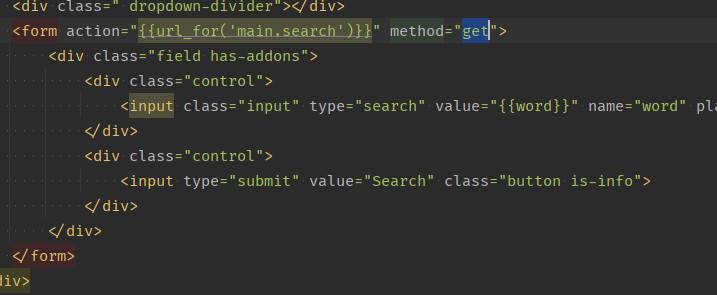 <div class=" dropdown-divider"></div>
<form action="{{url_for('main.search')}}" method="get">
<div class="field has-addons">
<div class="control">
<input class="input" type="search" value="{{word}}" name="word" pla
</div>
<div class="control">
<input type="submit" value="Search" class="button is-info">
</div>
</div>
</form>
div>